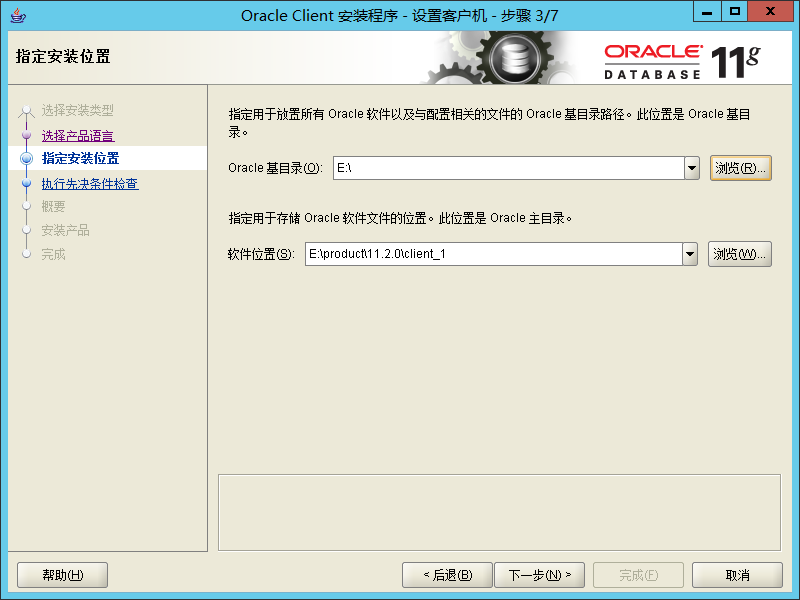 Oracle Client 安装程序 - 设置客户机 - 步骤 3/7
指定安装位置
ORACLE
DATABASE 11g
选择安装类型
选择产品语言
指定安装位置
执行先决条件检查
概要
安装产品
完成
指定用于放置所有 Oracle 软件以及与配置相关的文件的 Oracle 基目录路径。此位置是 Oracle 基目
录。
Oracle 基目录(O): E:\ 浏览(R)...
指定用于存储 Oracle 软件文件的位置。此位置是 Oracle 主目录。
软件位置(S): E:\product\11.2.0\client_1 浏览(W)...
帮助(H) < 后退(B) 下一步(N) > 完成(F) 取消